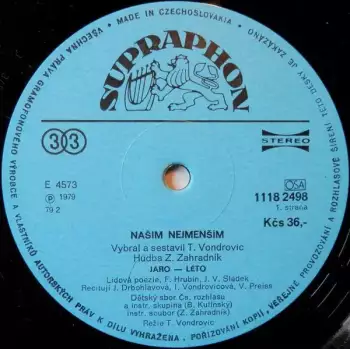 MADE IN CZECHOSLOVAKIA
VŠECHNA PRÁVA GRAMOFONOVÉHO VÝROBCE A VLASTNÍKŮ AUTORSKÝCH PRÁV K DÍLU VYHRAŽENA. POŘIZOVÁNÍ KOPIÍ, VEŘEJNÉ PROVOZOVÁNÍ A ROZHLASOVÉ ŠÍŘENÍ TÉTO DESKY JE ZAKÁZÁNO
SUPRAPHON
33
STEREO
E 4573
OSA
℗ 1979
1118 2498
79 2
1. strana
Kčs 36,-
NAŠIM NEJMENŠÍM
Vybral a sestavil T. Vondrovic
Hudba Z. Zahradník
JARO — LÉTO
Lidová poezie, F. Hrubín, J. V. Sládek
Recitují J. Drbohlavová, I. Vondrovicová, V. Preiss
Dětský sbor Čs. rozhlasu
a instr. skupina (B. Kulínský)
Instr. soubor (Z. Zahradník)
Režie T. Vondrovic